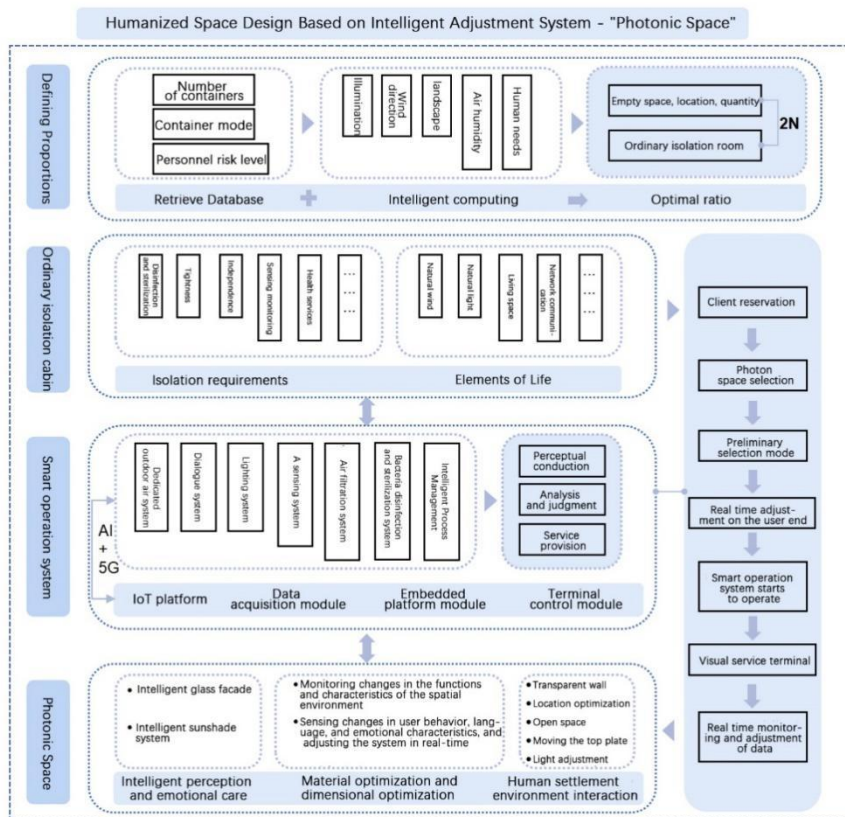 Humanized Space Design Based on Intelligent Adjustment System - "Photonic Space"
Defining Proportions
Number
of containers
Container mode
Personnel risk level
Illumination
Wind
direction
landscape
Air humidity
Human needs
Empty space, location, quantity
Ordinary isolation room
2N
Retrieve Database
Intelligent computing
Optimal ratio
Ordinary isolation cabin
Disinfection
and sterilization
Tightness
Independence
Sensing monitoring
Health services
......
Natural wind
Natural light
Living space
Network communi-
cation
......
Isolation requirements
Elements of Life
Smart operation system
AI
+
5G
Dedicated
outdoor air system
Dialogue system
Lighting system
A sensing system
Air filtration system
Bacteria disinfection
and sterilization system
Intelligent Process
Management
Perceptual
conduction
Analysis
and judgment
Service
provision
IoT platform
Data
acquisition module
Embedded
platform module
Terminal
control module
Photonic Space
• Intelligent glass facade
• Intelligent sunshade
system
• Monitoring changes in the functions
and characteristics of the spatial
environment
• Sensing changes in user behavior, lang-
uage, and emotional characteristics, and
adjusting the system in real-time
• Transparent wall
• Location optimization
• Open space
• Moving the top plate
• Light adjustment
Intelligent perception
and emotional care
Material optimization and
dimensional optimization
Human settlement
environment interaction
Client reservation
Photon
space selection
Preliminary
selection mode
Real time adjust-
ment on the user end
Smart operation
system starts
to operate
Visual service terminal
Real time monitor-
ing and adjustment
of data